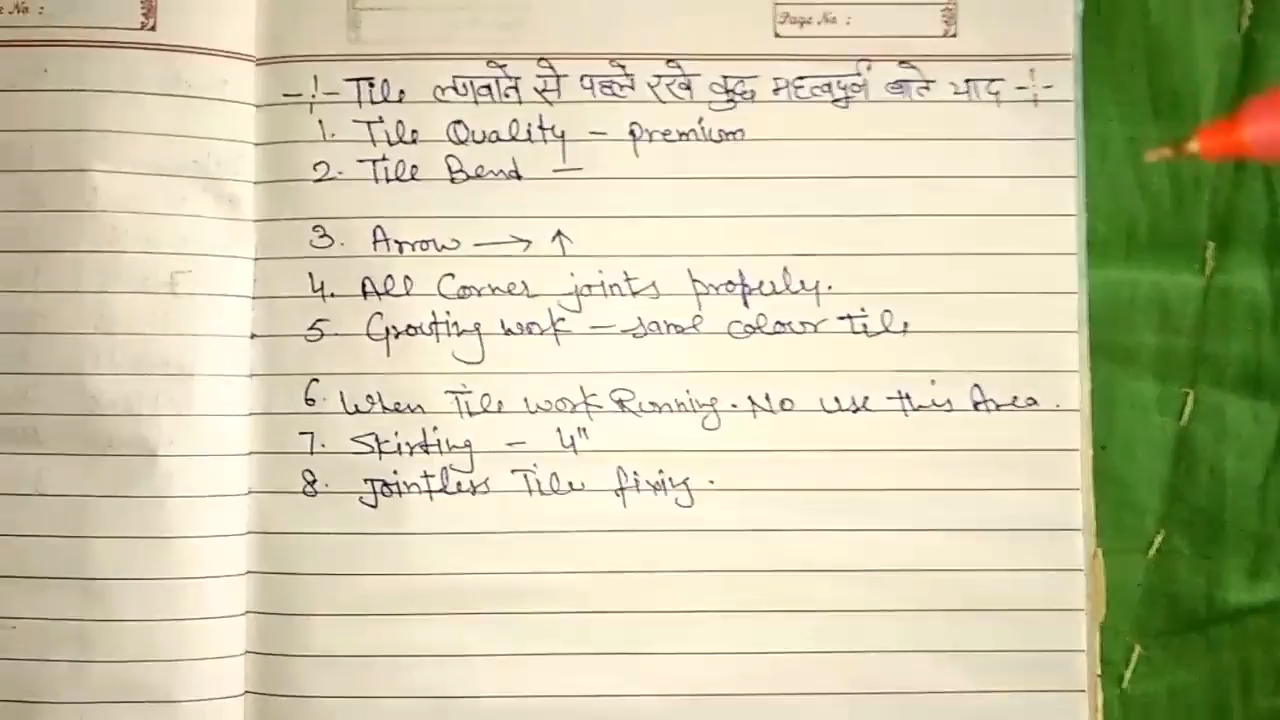 e No :
Page No :
-:- Tile लगवाने से पहले रखे कुछ महत्वपूर्ण बाते याद -:-
1. Tile Quality - premium
2. Tile Bend -
3. Arrow → ↑
4. All Corner joints properly.
5. Grouting work - same colour tile
6. When Tile work Running. No use this Area.
7. Skirting - 4"
8. Jointless Tile fixing.